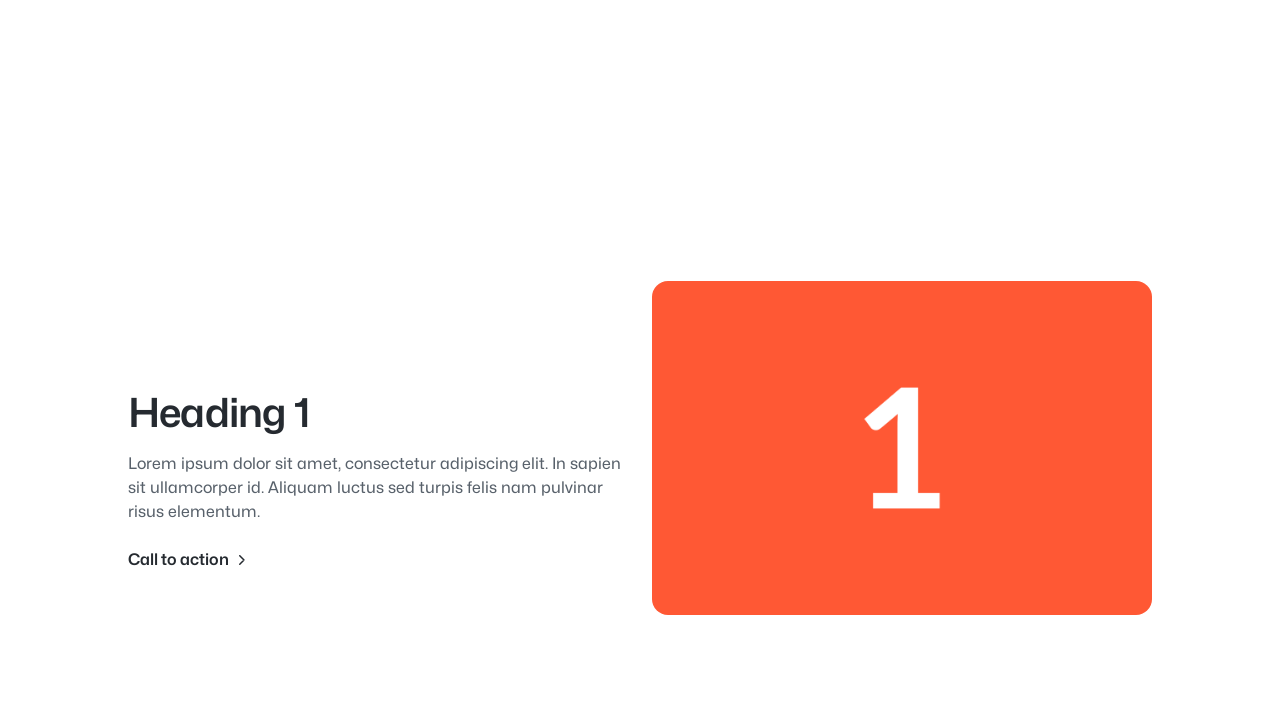 Heading 1
Lorem ipsum dolor sit amet, consectetur adipiscing elit. In sapien
sit ullamcorper id. Aliquam luctus sed turpis felis nam pulvinar
risus elementum.
Call to action
1